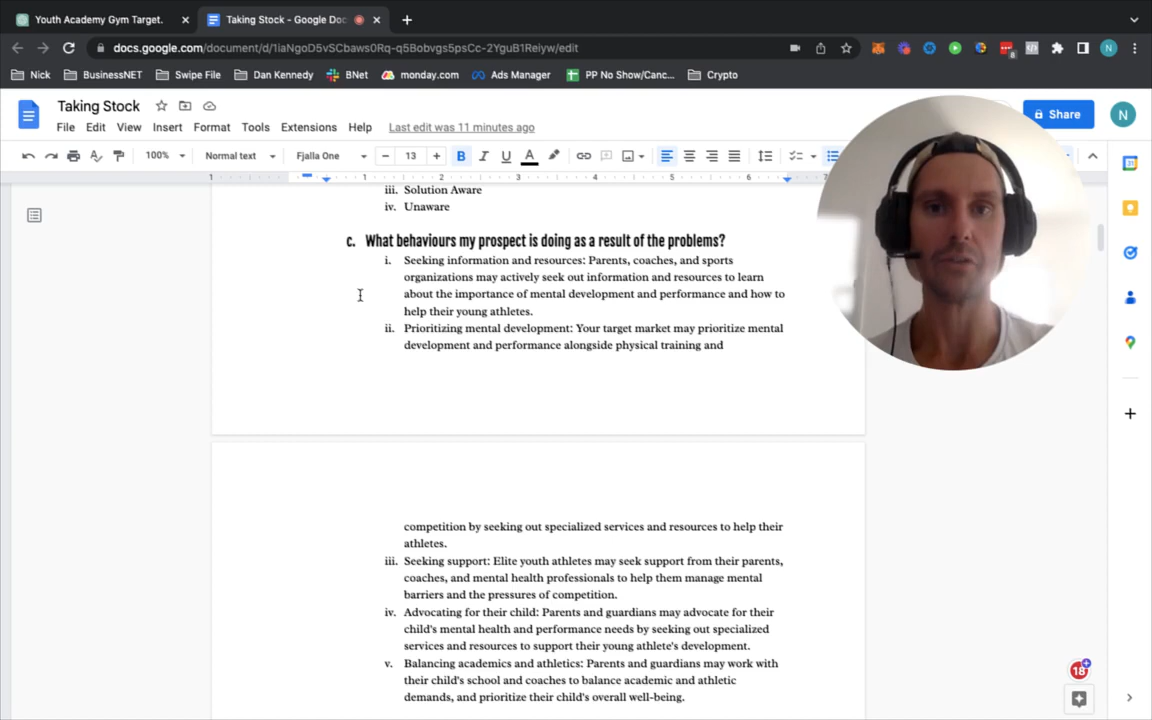 Youth Academy Gym Target.
Taking Stock - Google Doc
docs.google.com/document/d/1iaNgoD5vSCbaws0Rq-q5Bobvgs5psCc-2YguB1Reiyw/edit
8
N
Nick
BusinessNET
Swipe File
Dan Kennedy
BNet
monday.com
Ads Manager
PP No Show/Canc...
Crypto
Taking Stock
Share
N
File Edit View Insert Format Tools Extensions Help Last edit was 11 minutes ago
100% Normal text Fjalla One - 13 + B I U A
1 1 2 3 4 5 6
iii. Solution Aware
iv. Unaware
c. What behaviours my prospect is doing as a result of the problems?
i. Seeking information and resources: Parents, coaches, and sports
organizations may actively seek out information and resources to learn
about the importance of mental development and performance and how to
help their young athletes.
ii. Prioritizing mental development: Your target market may prioritize mental
development and performance alongside physical training and
competition by seeking out specialized services and resources to help their
athletes.
iii. Seeking support: Elite youth athletes may seek support from their parents,
coaches, and mental health professionals to help them manage mental
barriers and the pressures of competition.
iv. Advocating for their child: Parents and guardians may advocate for their
child's mental health and performance needs by seeking out specialized
services and resources to support their young athlete's development.
v. Balancing academics and athletics: Parents and guardians may work with
their child's school and coaches to balance academic and athletic
demands, and prioritize their child's overall well-being.
18